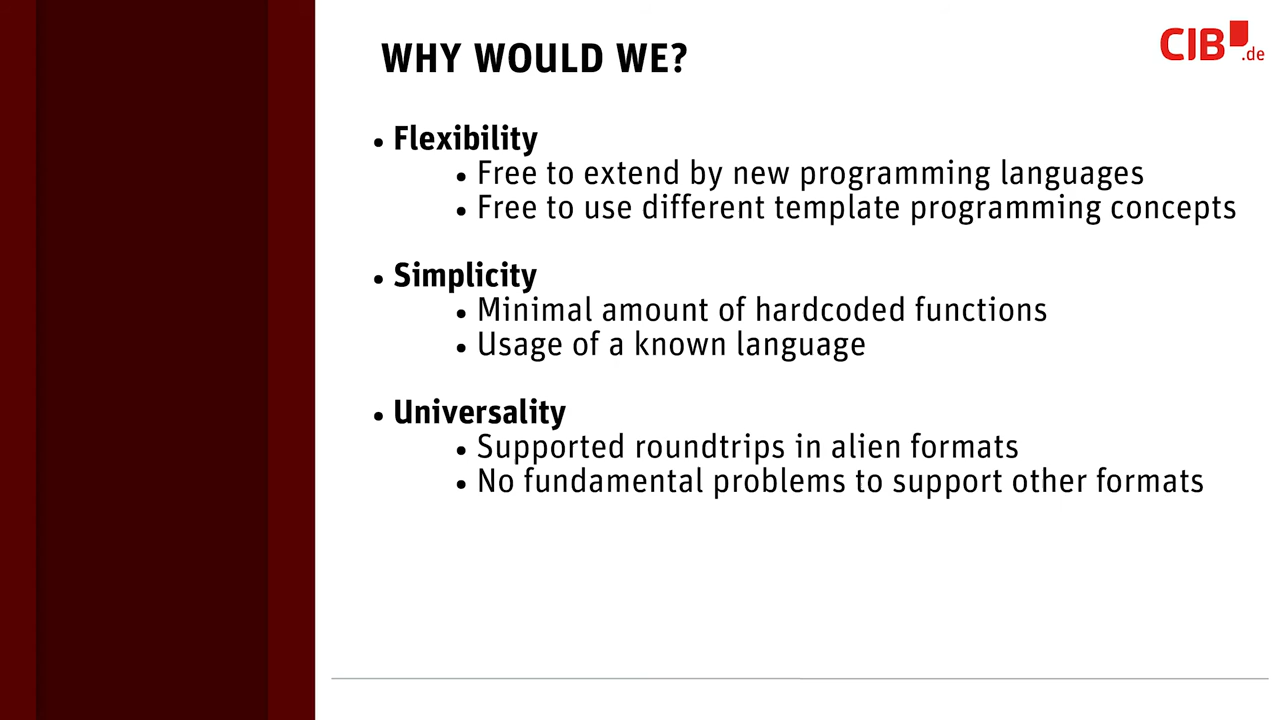 WHY WOULD WE?
CIB.de
• Flexibility
• Free to extend by new programming languages
• Free to use different template programming concepts
• Simplicity
• Minimal amount of hardcoded functions
• Usage of a known language
• Universality
• Supported roundtrips in alien formats
• No fundamental problems to support other formats